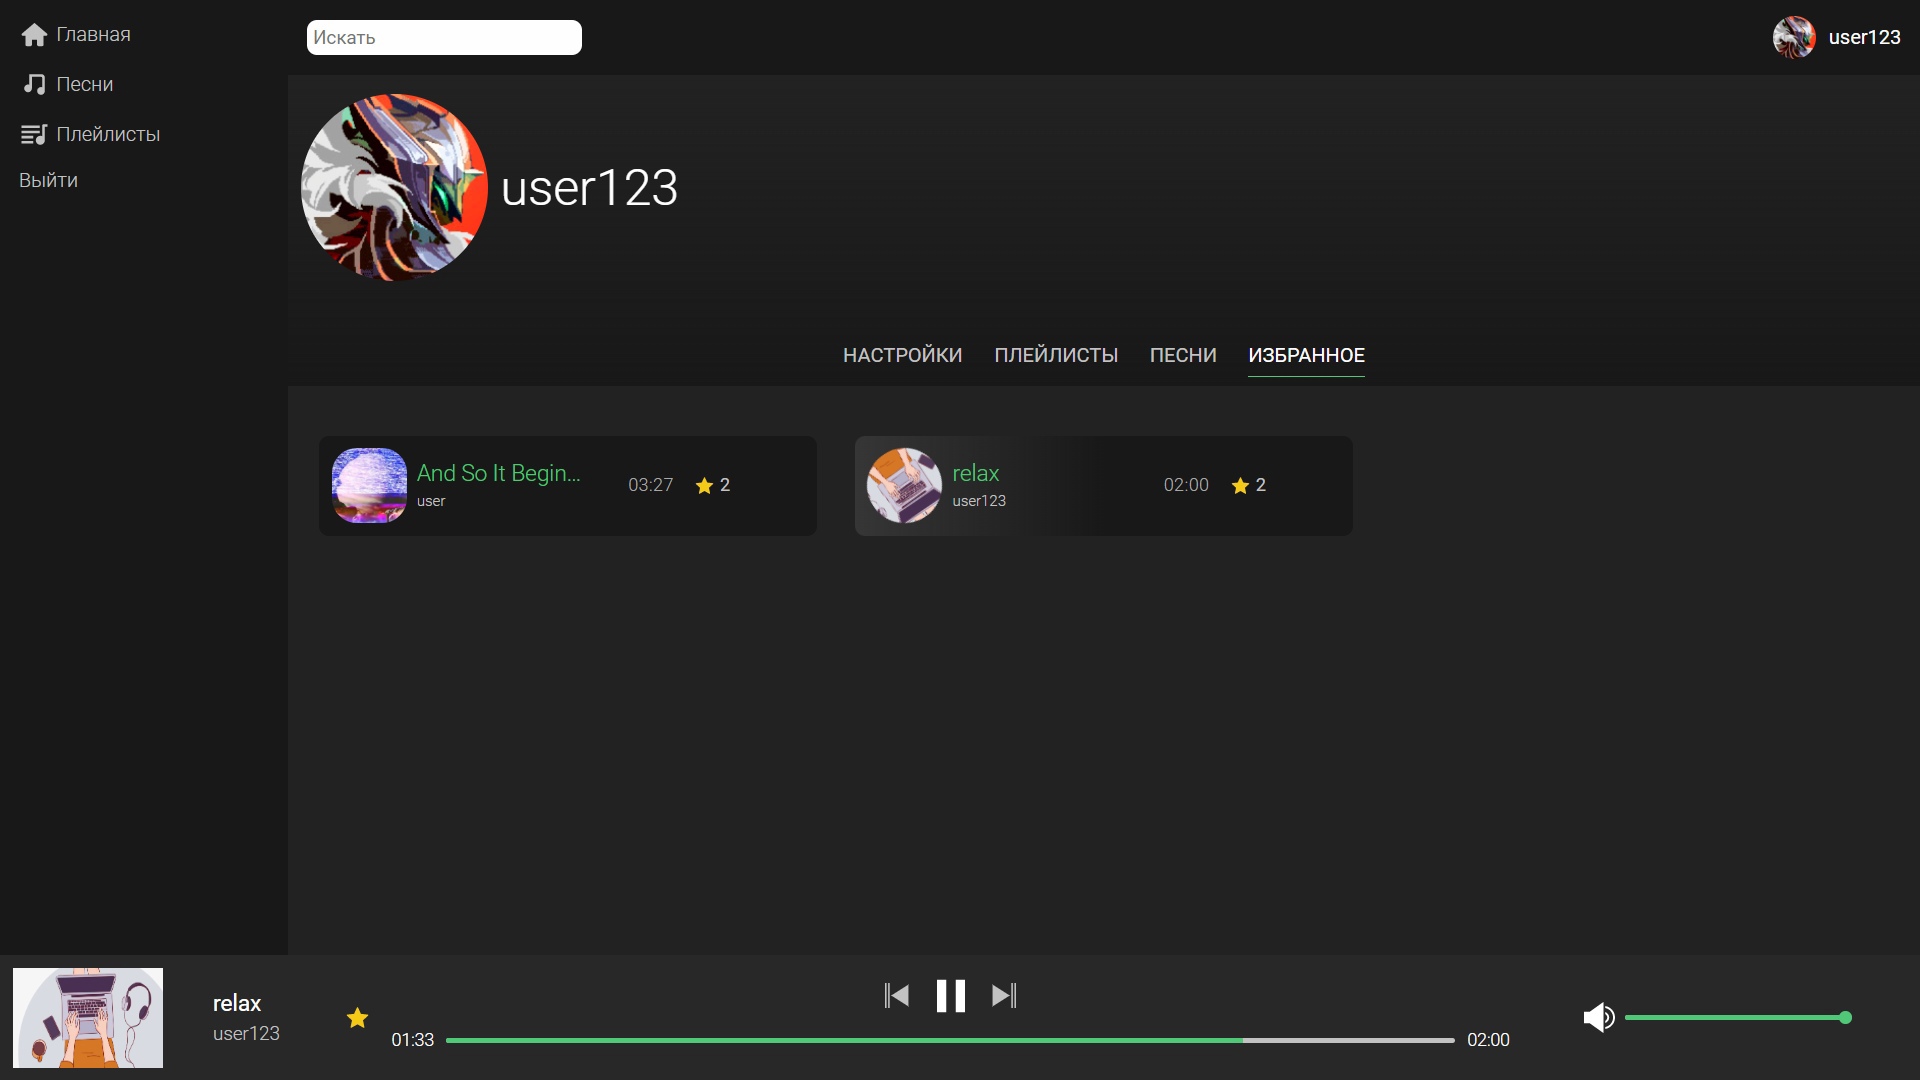 Главная
Песни
Плейлисты
Выйти
Искать
user123
user123
НАСТРОЙКИ ПЛЕЙЛИСТЫ ПЕСНИ ИЗБРАННОЕ
And So It Begin...
user
03:27
2
relax
user123
02:00
2
relax
user123
01:33
02:00